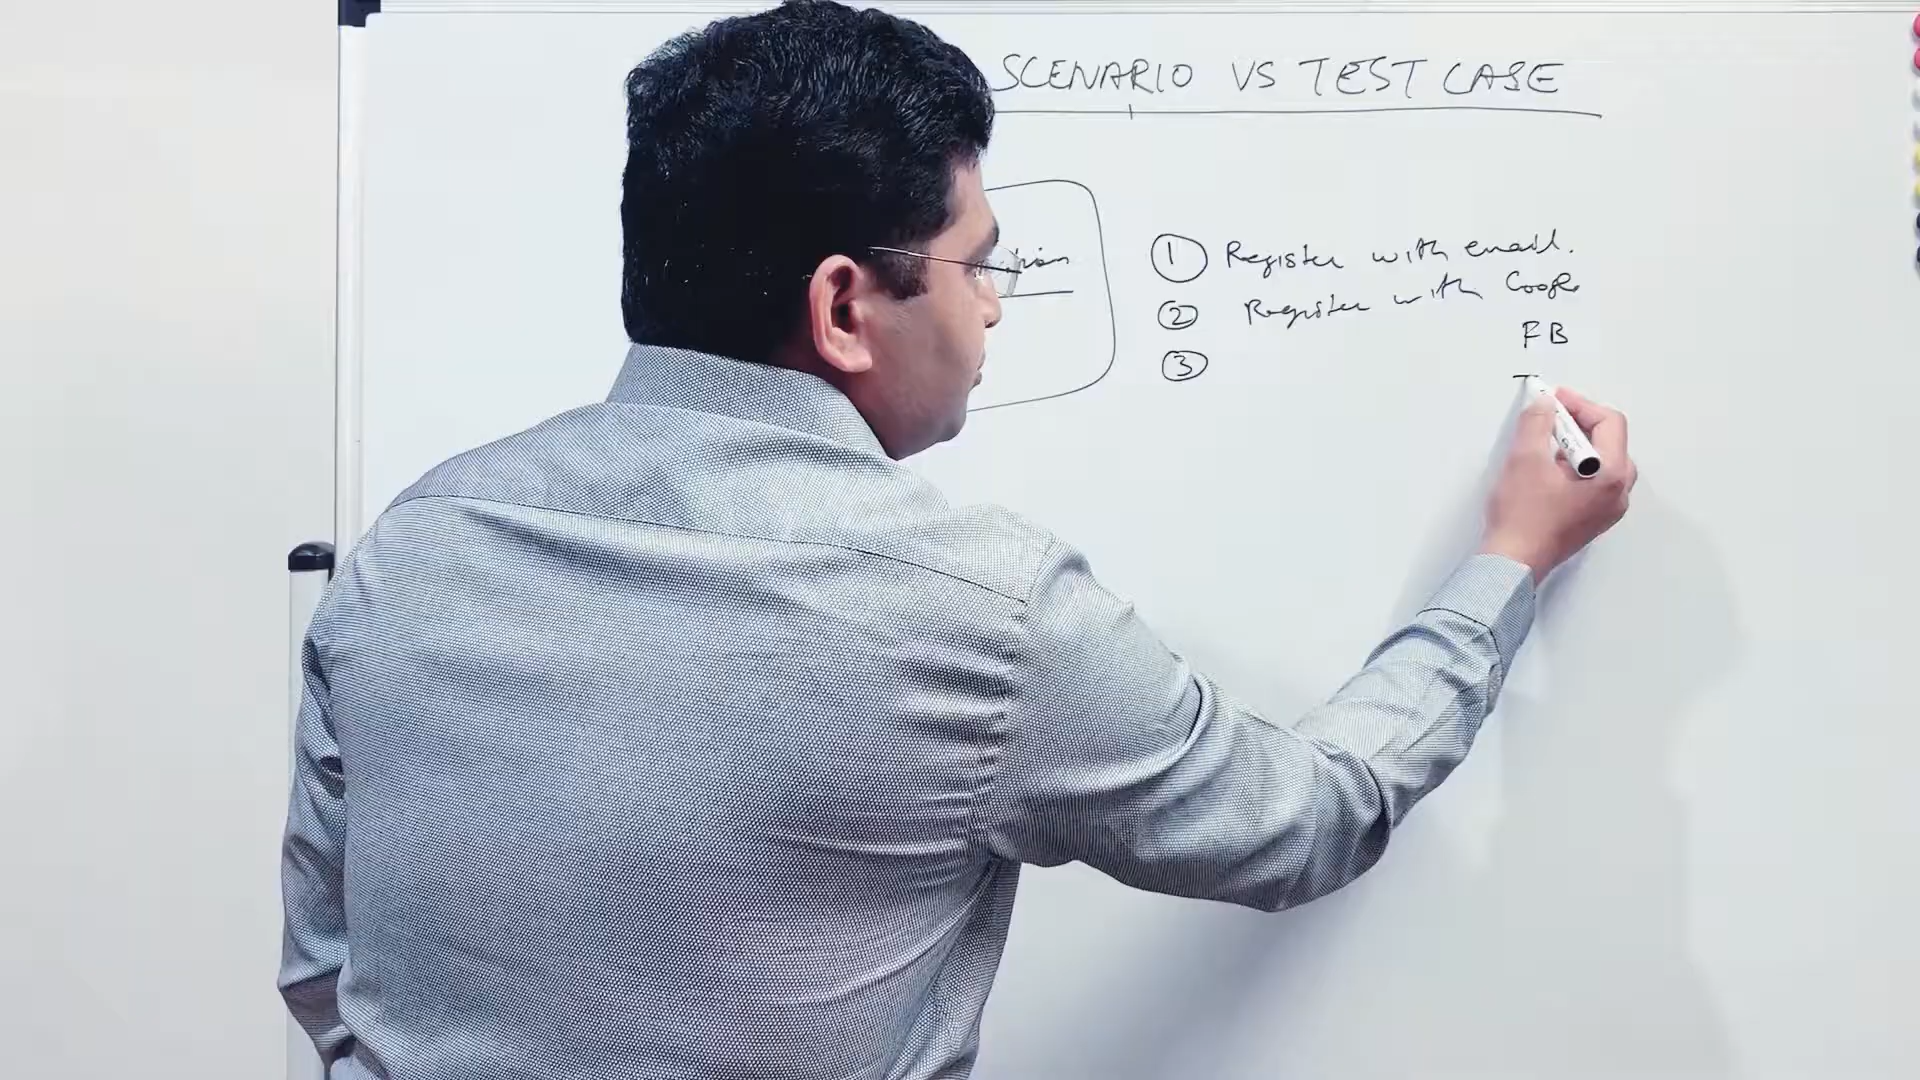 SCENARIO VS TEST CASE
① Register with email.
② Register with Google
FB
③